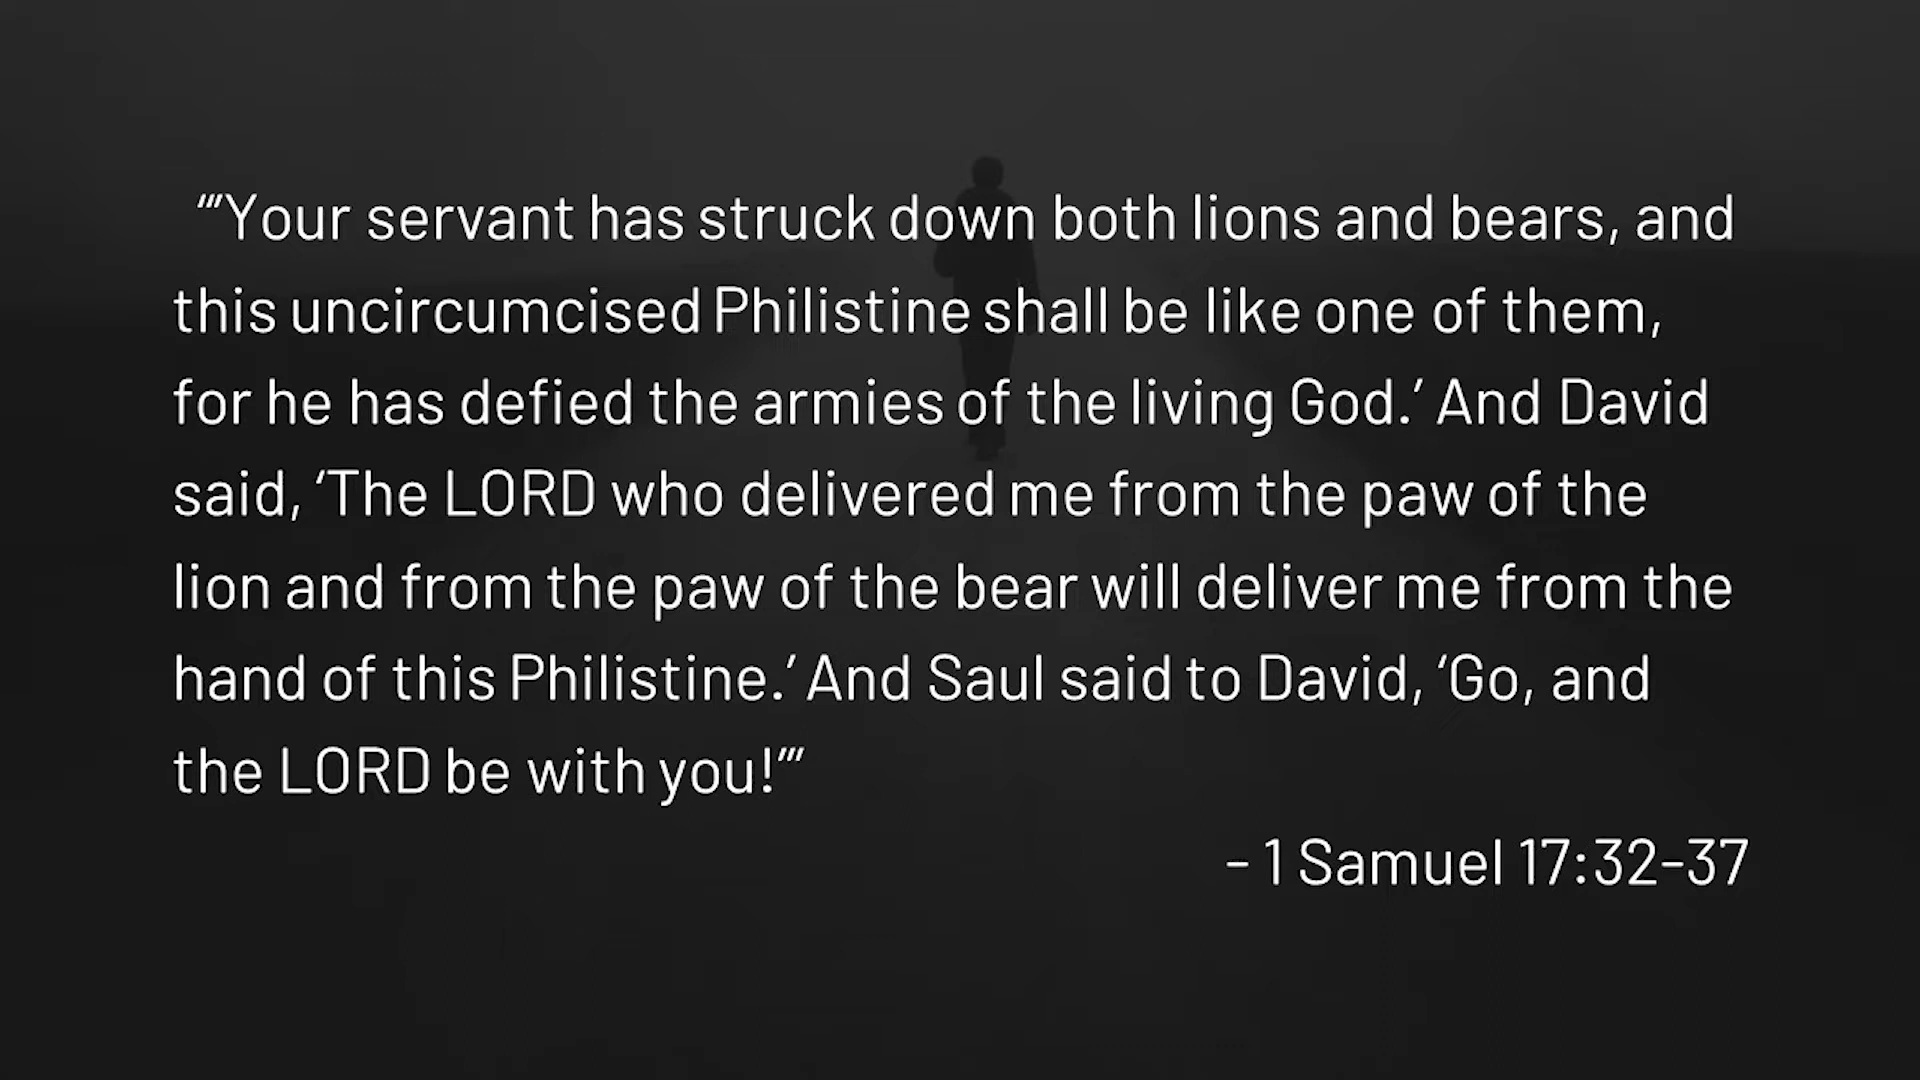 “‘Your servant has struck down both lions and bears, and
this uncircumcised Philistine shall be like one of them,
for he has defied the armies of the living God.’ And David
said, ‘The LORD who delivered me from the paw of the
lion and from the paw of the bear will deliver me from the
hand of this Philistine.’ And Saul said to David, ‘Go, and
the LORD be with you!’”
- 1 Samuel 17:32-37